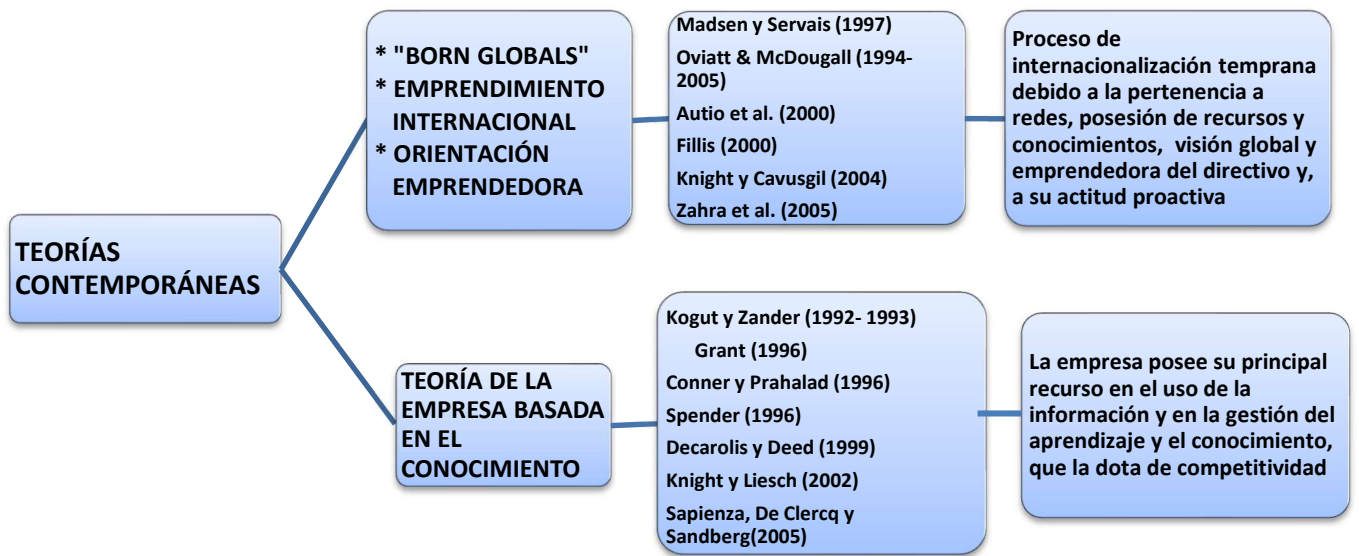 TEORÍAS
CONTEMPORÁNEAS
* "BORN GLOBALS"
* EMPRENDIMIENTO
INTERNACIONAL
* ORIENTACIÓN
EMPRENDEDORA
Madsen y Servais (1997)
Oviatt & McDougall (1994-
2005)
Autio et al. (2000)
Fillis (2000)
Knight y Cavusgil (2004)
Zahra et al. (2005)
Proceso de
internacionalización temprana
debido a la pertenencia a
redes, posesión de recursos y
conocimientos, visión global y
emprendedora del directivo y,
a su actitud proactiva
TEORÍA DE LA
EMPRESA BASADA
EN EL
CONOCIMIENTO
Kogut y Zander (1992- 1993)
Grant (1996)
Conner y Prahalad (1996)
Spender (1996)
Decarolis y Deed (1999)
Knight y Liesch (2002)
Sapienza, De Clercq y
Sandberg(2005)
La empresa posee su principal
recurso en el uso de la
información y en la gestión del
aprendizaje y el conocimiento,
que la dota de competitividad